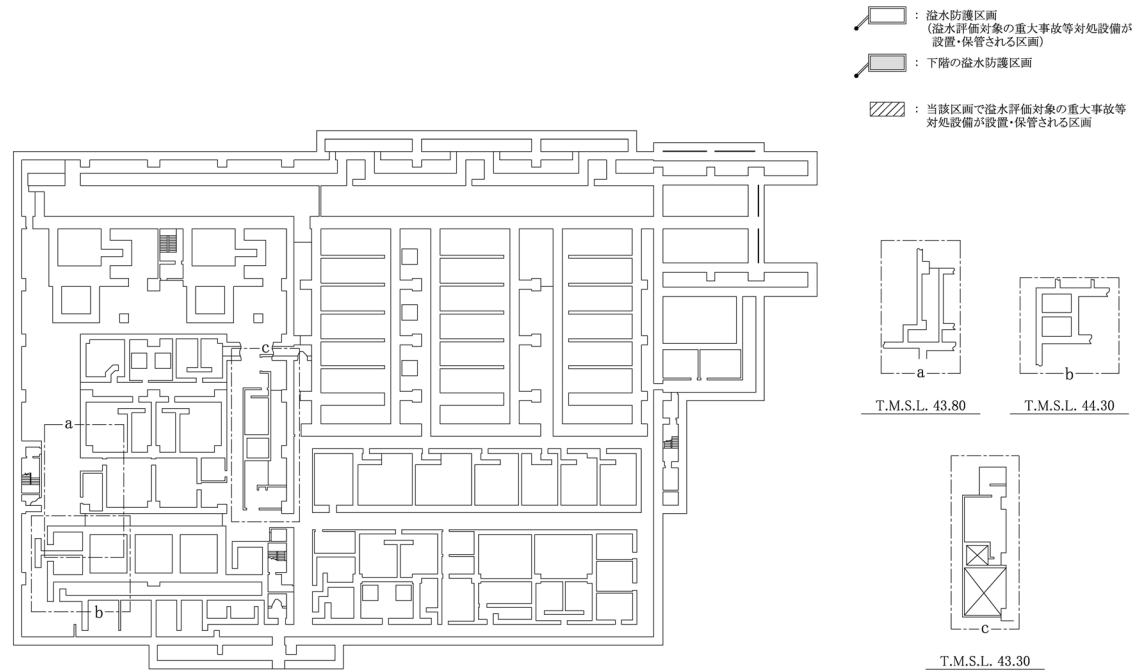 ： 溢水防護区画
（溢水評価対象の重大事故等対処設備が
設置・保管される区画）
： 下階の溢水防護区画
： 当該区画で溢水評価対象の重大事故等
対処設備が設置・保管される区画
c
a
b
a
T.M.S.L. 43.80
b
T.M.S.L. 44.30
c
T.M.S.L. 43.30